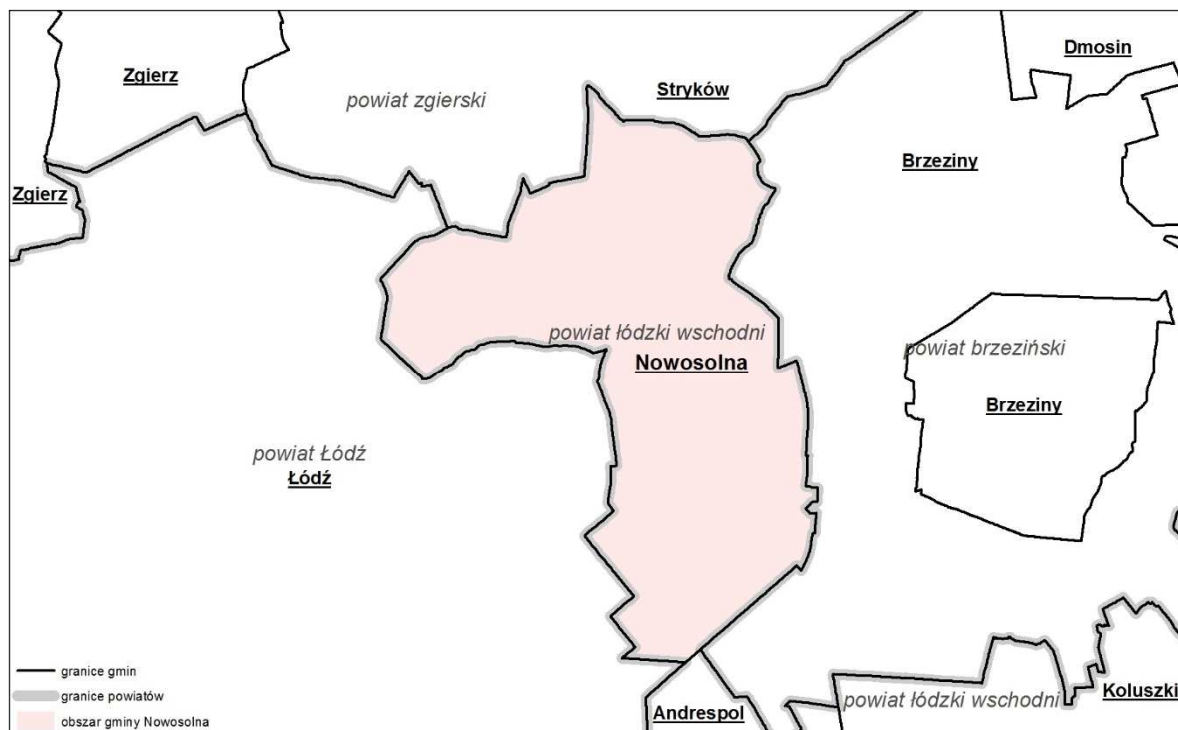 Dmosin
Zgierz
Stryków
powiat zgierski
Brzeziny
Zgierz
powiat łódzki wschodni
Nowosolna
powiat brzeziński
Brzeziny
powiat Łódź
Łódź
granice gmin
granice powiatów
obszar gminy Nowosolna
powiat łódzki wschodni
Koluszki
Andrespol